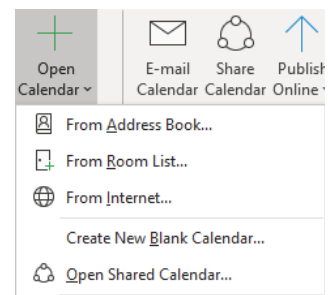 Open E-mail Share Publish
Calendar Calendar Calendar Online
From Address Book...
From Room List...
From Internet...
Create New Blank Calendar...
Open Shared Calendar...